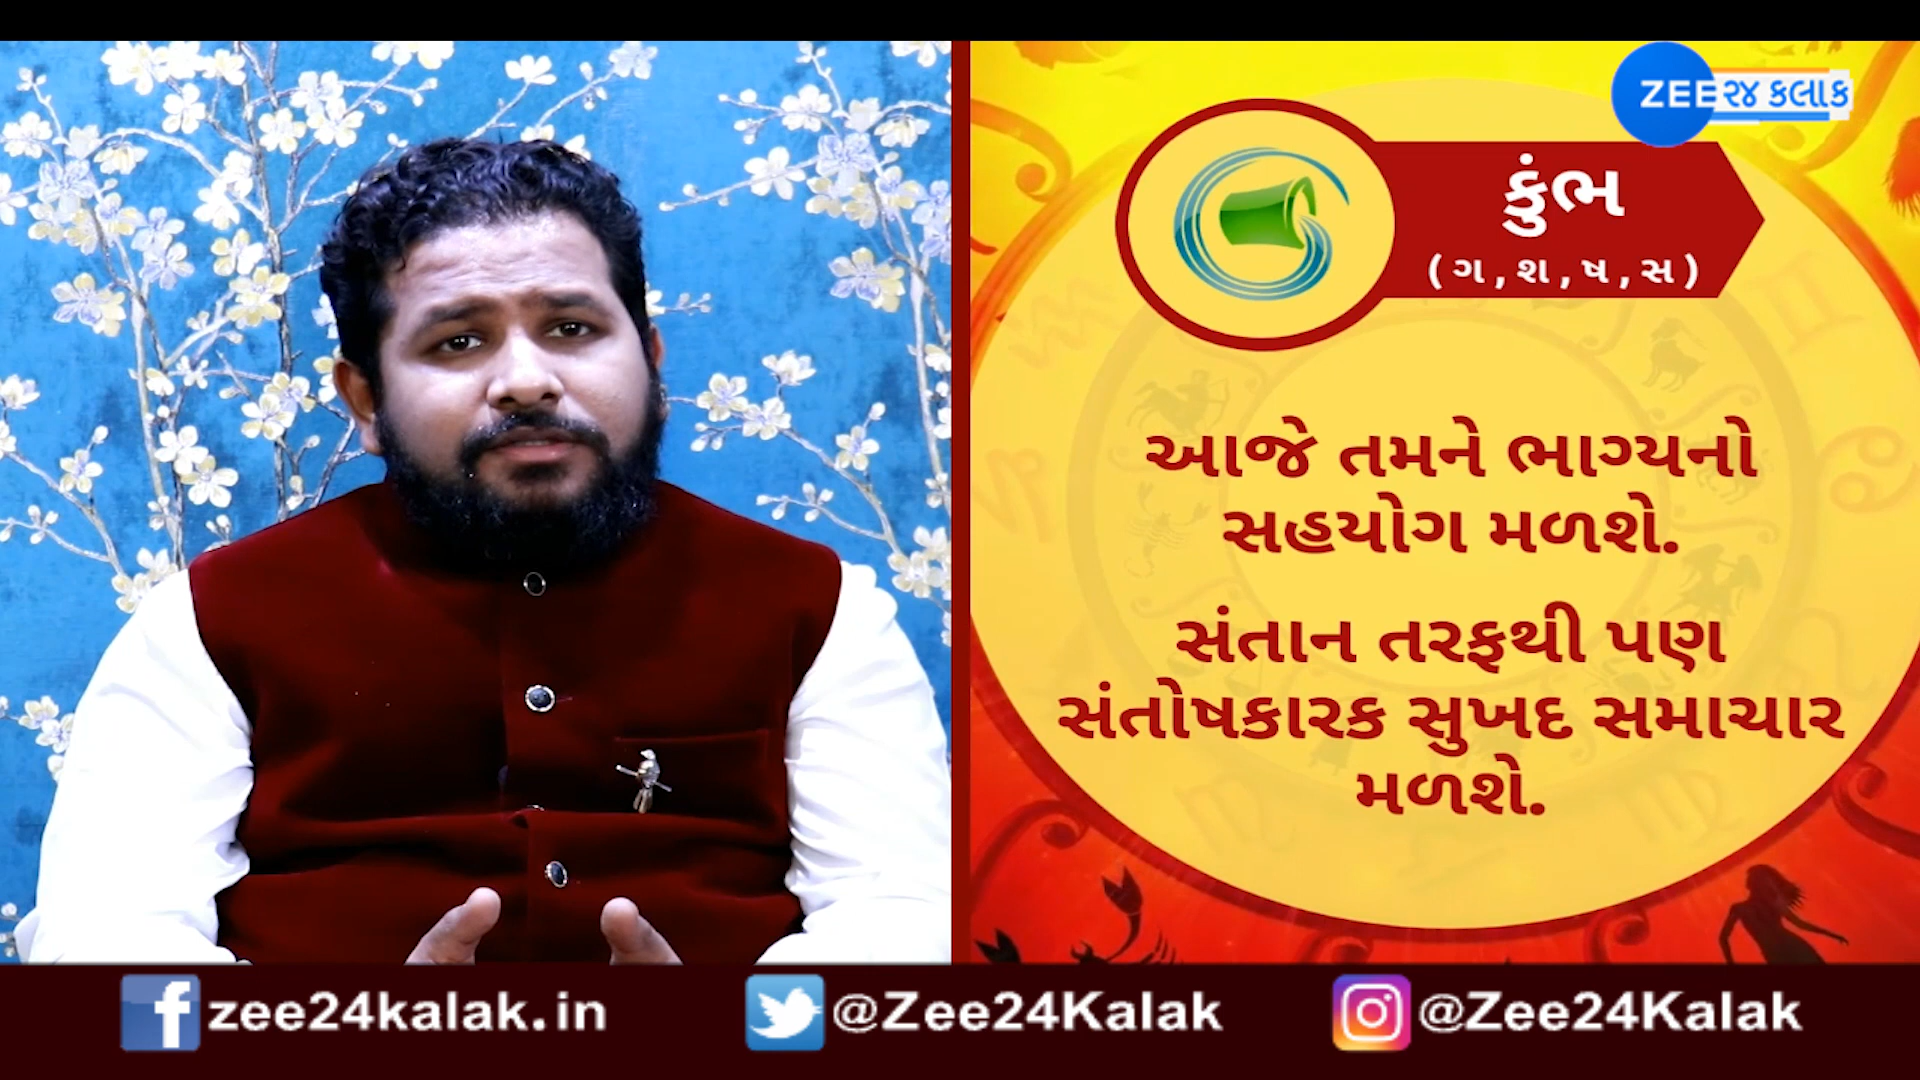 ZEE ૨૪ કલાક
કુંભ
(ગ,શ,ષ,સ)
આજે તમને ભાગ્યનો
સહયોગ મળશે.
સંતાન તરફથી પણ
સંતોષકારક સુખદ સમાચાર
મળશે.
zee24kalak.in
@Zee24Kalak
@Zee24Kalak